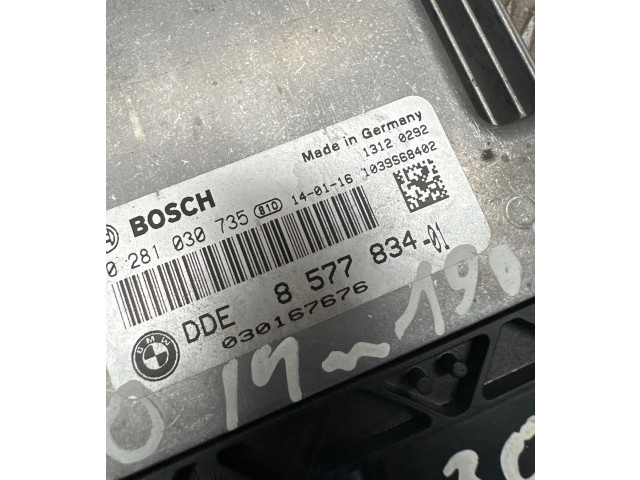 Made in Germany
1312 0292
BOSCH
0 281 030 735 810 14-01-16 1039S68402
DDE 8 577 834-01
BMW
030167676